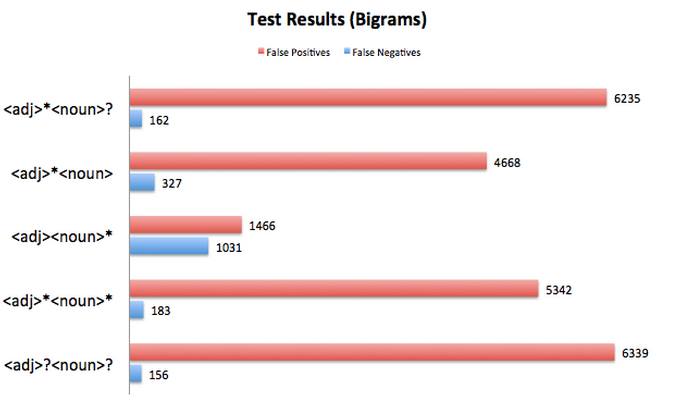 Test Results (Bigrams)
False Positives False Negatives
<adj>*<noun>? 6235
162
<adj>*<noun> 4668
327
<adj><noun>* 1466
1031
<adj>*<noun>* 5342
183
<adj>?<noun>? 6339
156